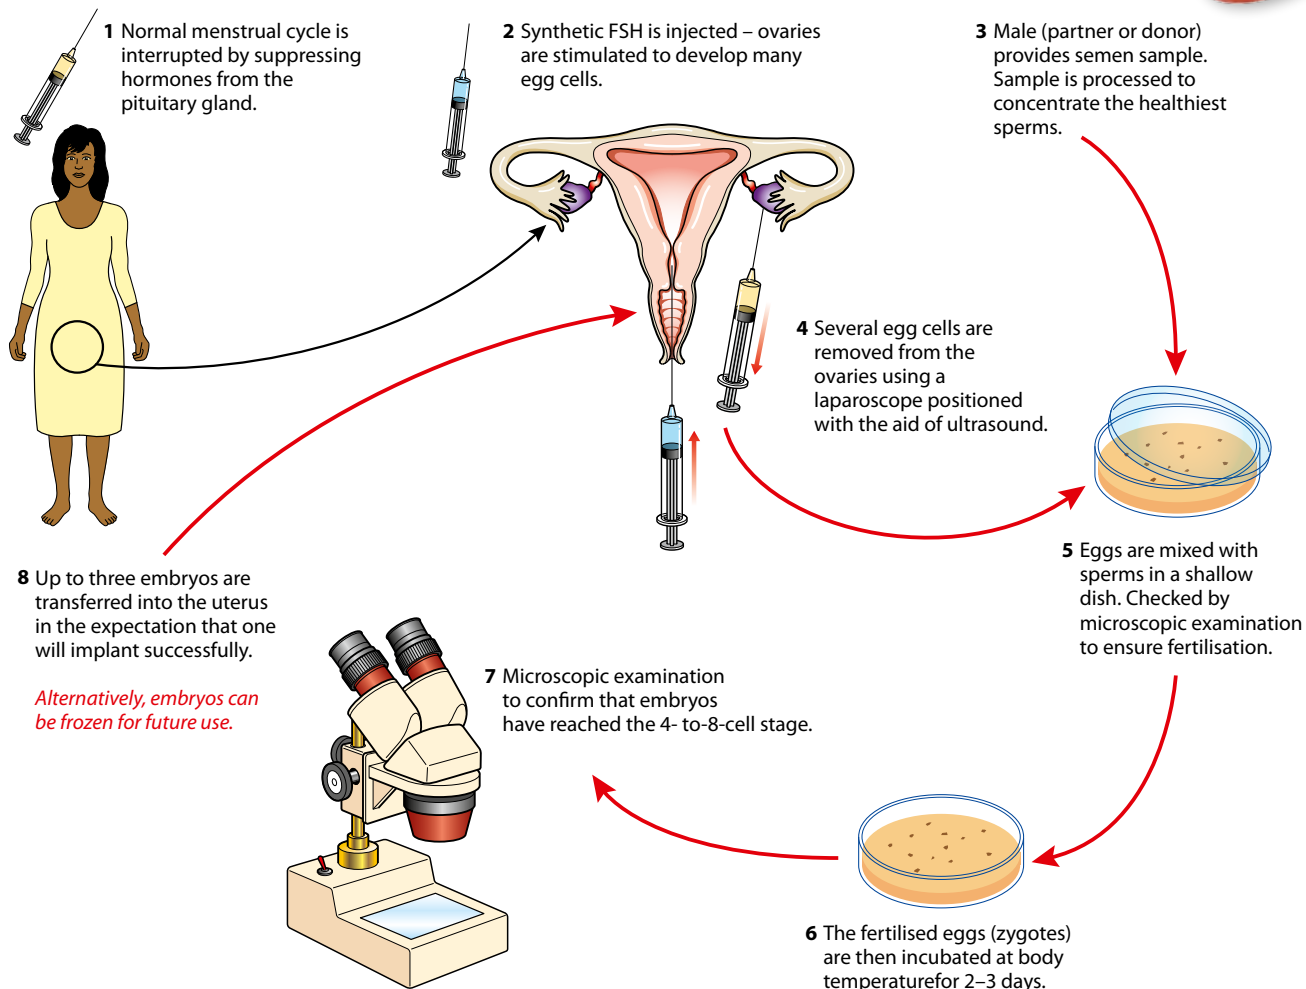 1 Normal menstrual cycle is
interrupted by suppressing
hormones from the
pituitary gland.
2 Synthetic FSH is injected – ovaries
are stimulated to develop many
egg cells.
3 Male (partner or donor)
provides semen sample.
Sample is processed to
concentrate the healthiest
sperms.
4 Several egg cells are
removed from the
ovaries using a
laparoscope positioned
with the aid of ultrasound.
5 Eggs are mixed with
sperms in a shallow
dish. Checked by
microscopic examination
to ensure fertilisation.
6 The fertilised eggs (zygotes)
are then incubated at body
temperaturefor 2–3 days.
7 Microscopic examination
to confirm that embryos
have reached the 4- to-8-cell stage.
8 Up to three embryos are
transferred into the uterus
in the expectation that one
will implant successfully.
Alternatively, embryos can
be frozen for future use.